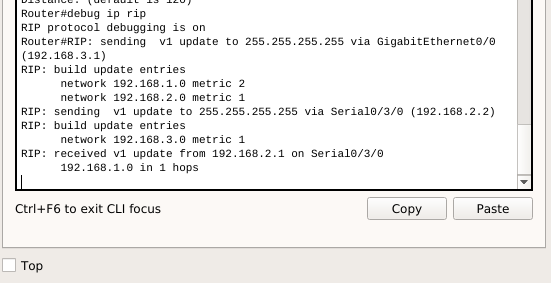 Distance: (default is 120)
Router#debug ip rip
RIP protocol debugging is on
Router#RIP: sending  v1 update to 255.255.255.255 via GigabitEthernet0/0
(192.168.3.1)
RIP: build update entries
      network 192.168.1.0 metric 2
      network 192.168.2.0 metric 1
RIP: sending  v1 update to 255.255.255.255 via Serial0/3/0 (192.168.2.2)
RIP: build update entries
      network 192.168.3.0 metric 1
RIP: received v1 update from 192.168.2.1 on Serial0/3/0
      192.168.1.0 in 1 hops
Ctrl+F6 to exit CLI focus
Copy
Paste
Top